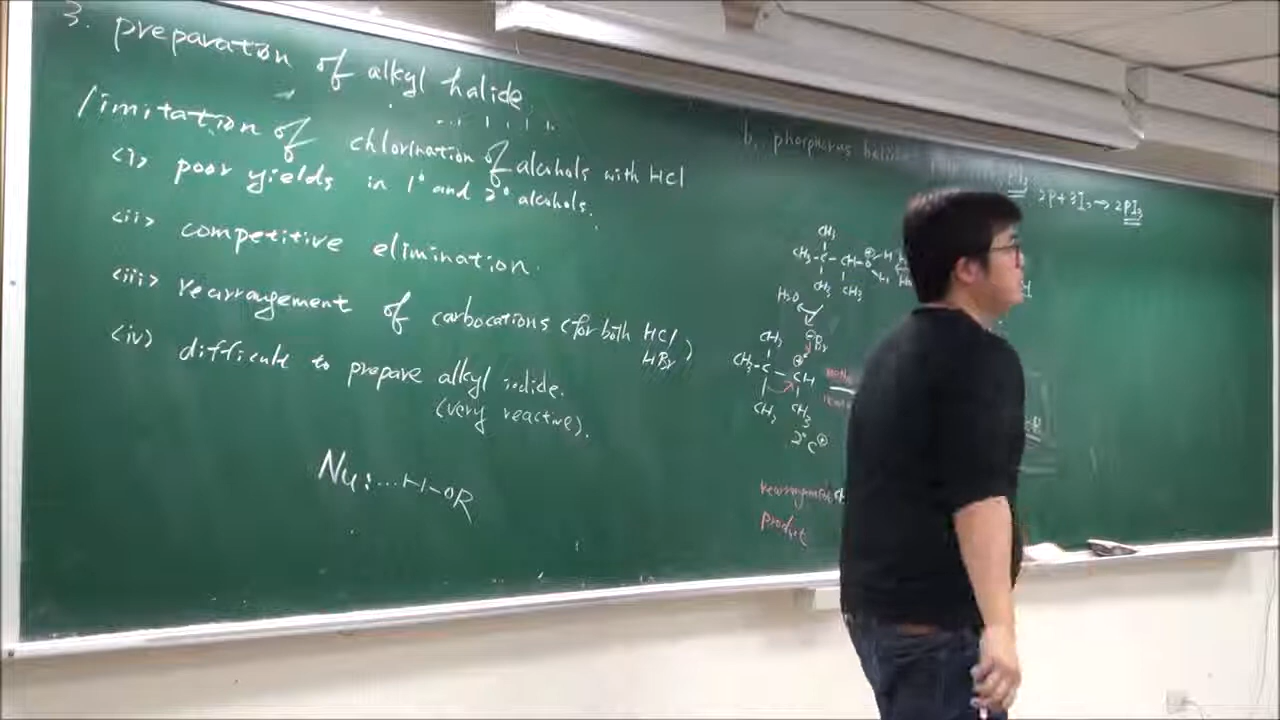 3. preparation of alkyl halide
limitation of chlorination of alcohols with HCl
(i) poor yields in 1° and 2° alcohols.
(ii) competitive elimination.
(iii) rearrangement of carbocations (for both HCl
HBr)
(iv) difficult to prepare alkyl iodide.
(very reactive).
Nu:...H-OR
b. phosphorus halide
2P+3I₂→2PI₃
CH₃
CH₃-C-CH-O
CH₃ CH₃
H₂O
⊖Br
CH₃
CH₃-C-CH
CH₃ CH₃
2° C⊕
rearrangement
product